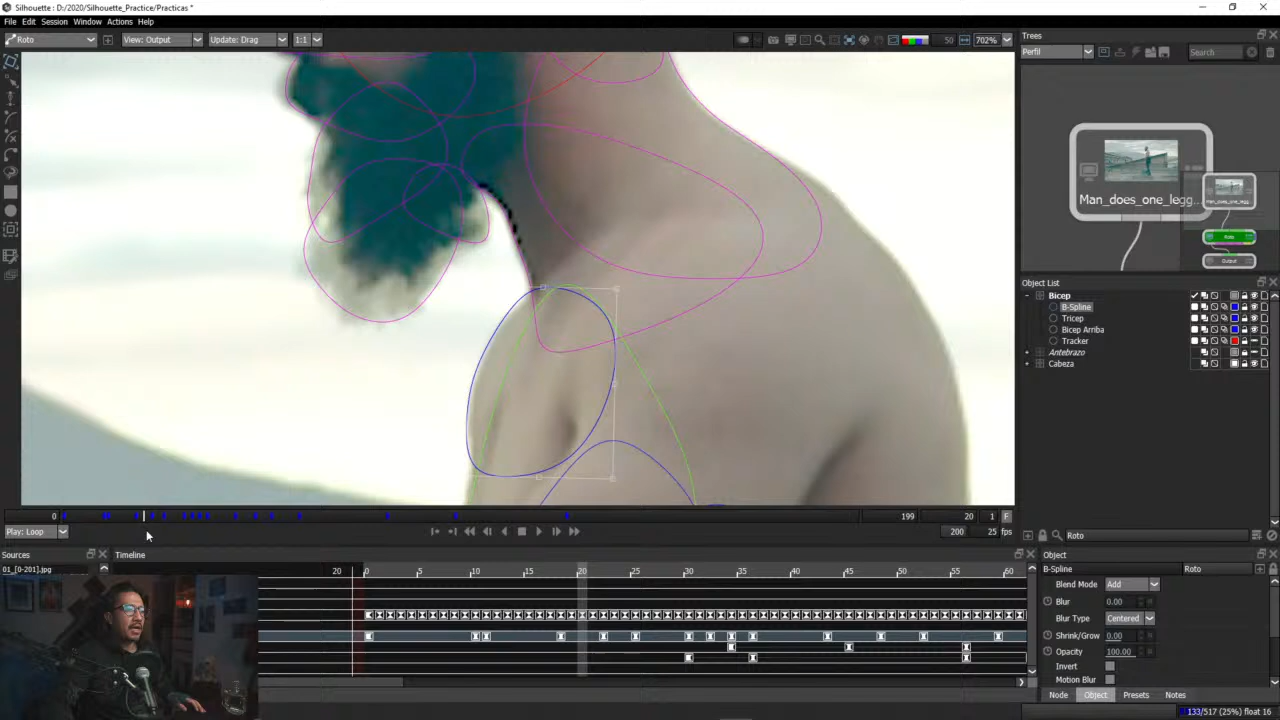 Silhouette : D:/2020/Silhouette_Practice/Practicas *
File Edit Session Window Actions Help
Roto
View: Output
Update: Drag
1:1
50
702%
Trees
Perfil
Search
Man_does_one_legg...
Man_does_one_legg...
Roto
Output
Object List
Bicep
B-Spline
Tricep
Bicep Arriba
Tracker
Antebrazo
Cabeza
0
199
20
1
F
Play: Loop
200
25
fps
Roto
Sources
Timeline
Object
01_[0-201].jpg
20
0 5 10 15 20 25 30 35 40 45 50 55 60
B-Spline
Roto
Blend Mode
Add
Blur
0.00
Blur Type
Centered
Shrink/Grow
0.00
Opacity
100.00
Invert
Motion Blur
Node
Object
Presets
Notes
133/517 (25%) float 16